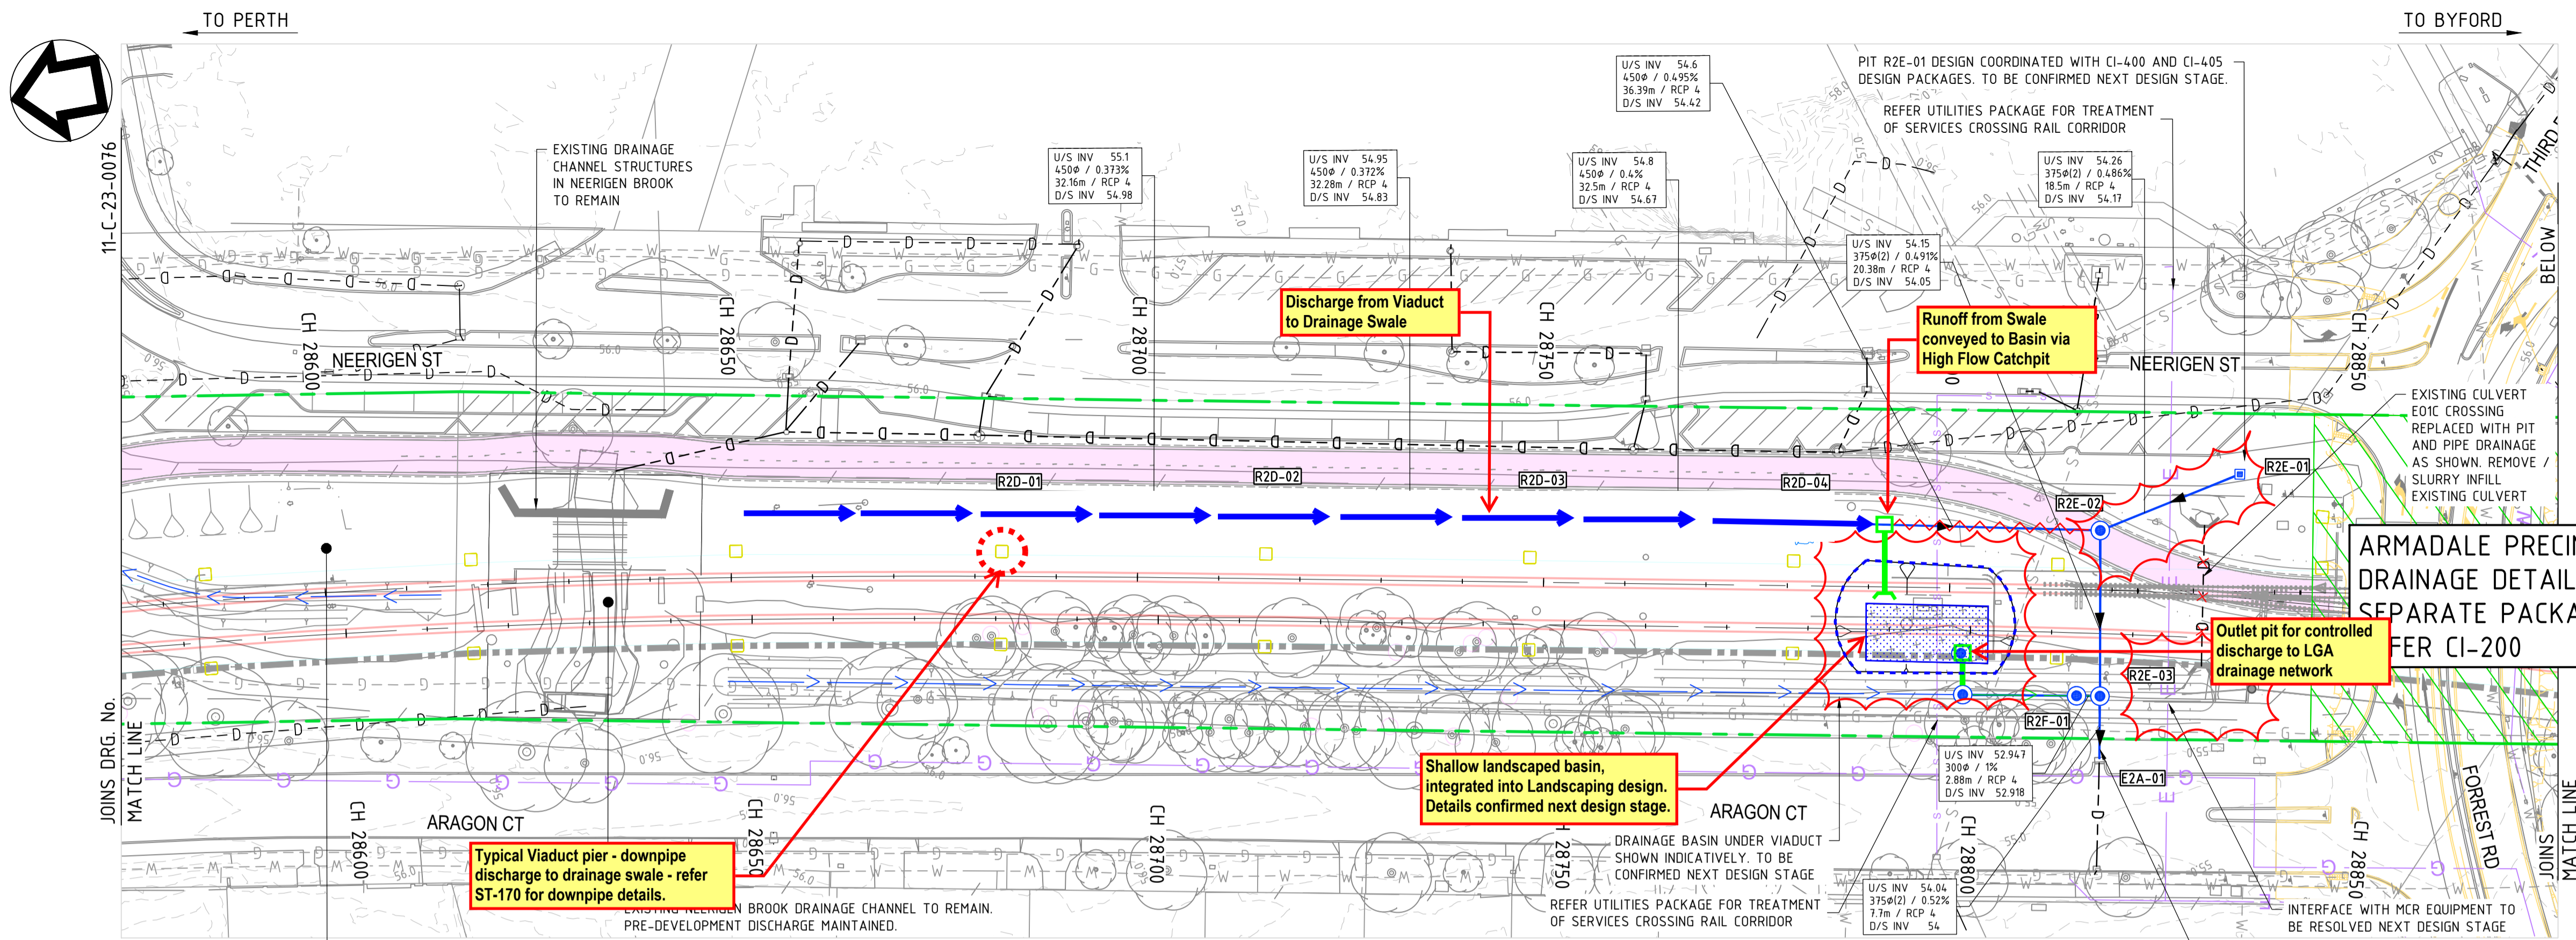 TO PERTH
TO BYFORD
11-C-23-0076
JOINS DRG. No.
MATCH LINE
EXISTING DRAINAGE
CHANNEL STRUCTURES
IN NEERIGEN BROOK
TO REMAIN
U/S INV 55.1
450Ø / 0.373%
32.16m / RCP 4
D/S INV 54.98
U/S INV 54.95
450Ø / 0.372%
32.28m / RCP 4
D/S INV 54.83
U/S INV 54.8
450Ø / 0.4%
32.5m / RCP 4
D/S INV 54.67
U/S INV 54.6
450Ø / 0.495%
36.39m / RCP 4
D/S INV 54.42
PIT R2E-01 DESIGN COORDINATED WITH CI-400 AND CI-405
DESIGN PACKAGES. TO BE CONFIRMED NEXT DESIGN STAGE.
REFER UTILITIES PACKAGE FOR TREATMENT
OF SERVICES CROSSING RAIL CORRIDOR
U/S INV 54.26
375Ø(2) / 0.486%
18.5m / RCP 4
D/S INV 54.17
U/S INV 54.15
375Ø(2) / 0.491%
20.38m / RCP 4
D/S INV 54.05
THIRD
BELOW
Discharge from Viaduct
to Drainage Swale
Runoff from Swale
conveyed to Basin via
High Flow Catchpit
CH 28600
CH 28650
CH 28700
CH 28750
CH 28850
NEERIGEN ST
NEERIGEN ST
56.0
56.0
56.0
56.0
57.0
57.0
58.0
EXISTING CULVERT
E01C CROSSING
REPLACED WITH PIT
AND PIPE DRAINAGE
AS SHOWN. REMOVE /
SLURRY INFILL
EXISTING CULVERT
R2D-01
R2D-02
R2D-03
R2D-04
R2E-01
R2E-02
R2E-03
R2F-01
E2A-01
ARMADALE PRECIN
DRAINAGE DETAIL
SEPARATE PACKA
FER CI-200
Outlet pit for controlled
discharge to LGA
drainage network
Shallow landscaped basin,
integrated into Landscaping design.
Details confirmed next design stage.
Typical Viaduct pier - downpipe
discharge to drainage swale - refer
ST-170 for downpipe details.
ARAGON CT
ARAGON CT
CH 28600
CH 28650
CH 28700
CH 28750
CH 28800
CH 28850
U/S INV 52.947
300Ø / 1%
2.88m / RCP 4
D/S INV 52.918
DRAINAGE BASIN UNDER VIADUCT
SHOWN INDICATIVELY. TO BE
CONFIRMED NEXT DESIGN STAGE
REFER UTILITIES PACKAGE FOR TREATMENT
OF SERVICES CROSSING RAIL CORRIDOR
U/S INV 54.04
375Ø(2) / 0.52%
7.7m / RCP 4
D/S INV 54
EXISTING NEERIGEN BROOK DRAINAGE CHANNEL TO REMAIN.
PRE-DEVELOPMENT DISCHARGE MAINTAINED.
INTERFACE WITH MCR EQUIPMENT TO
BE RESOLVED NEXT DESIGN STAGE
FORREST RD
JOINS
MATCH LINE